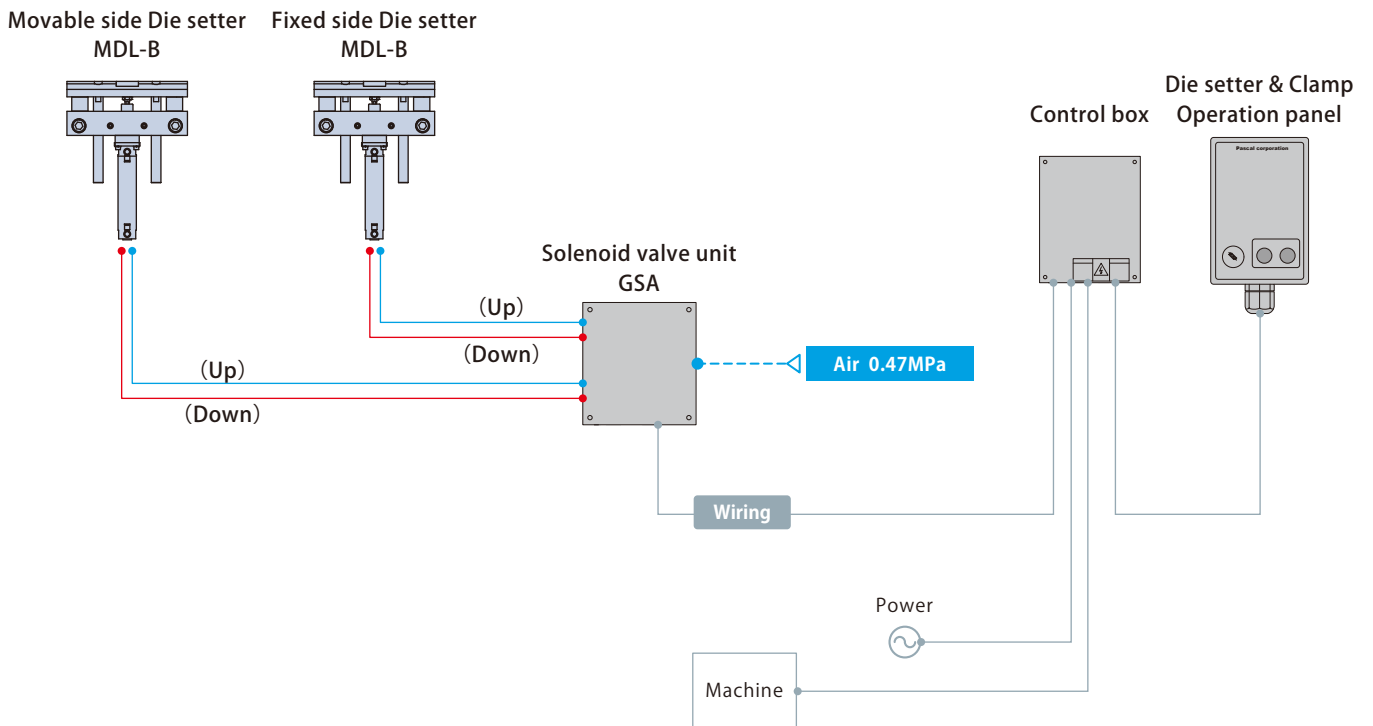 Movable side Die setter
MDL-B
Fixed side Die setter
MDL-B
Die setter & Clamp
Operation panel
Control box
Pascal corporation
Solenoid valve unit
GSA
(Up)
(Down)
(Up)
(Down)
Air 0.47MPa
Wiring
Power
Machine